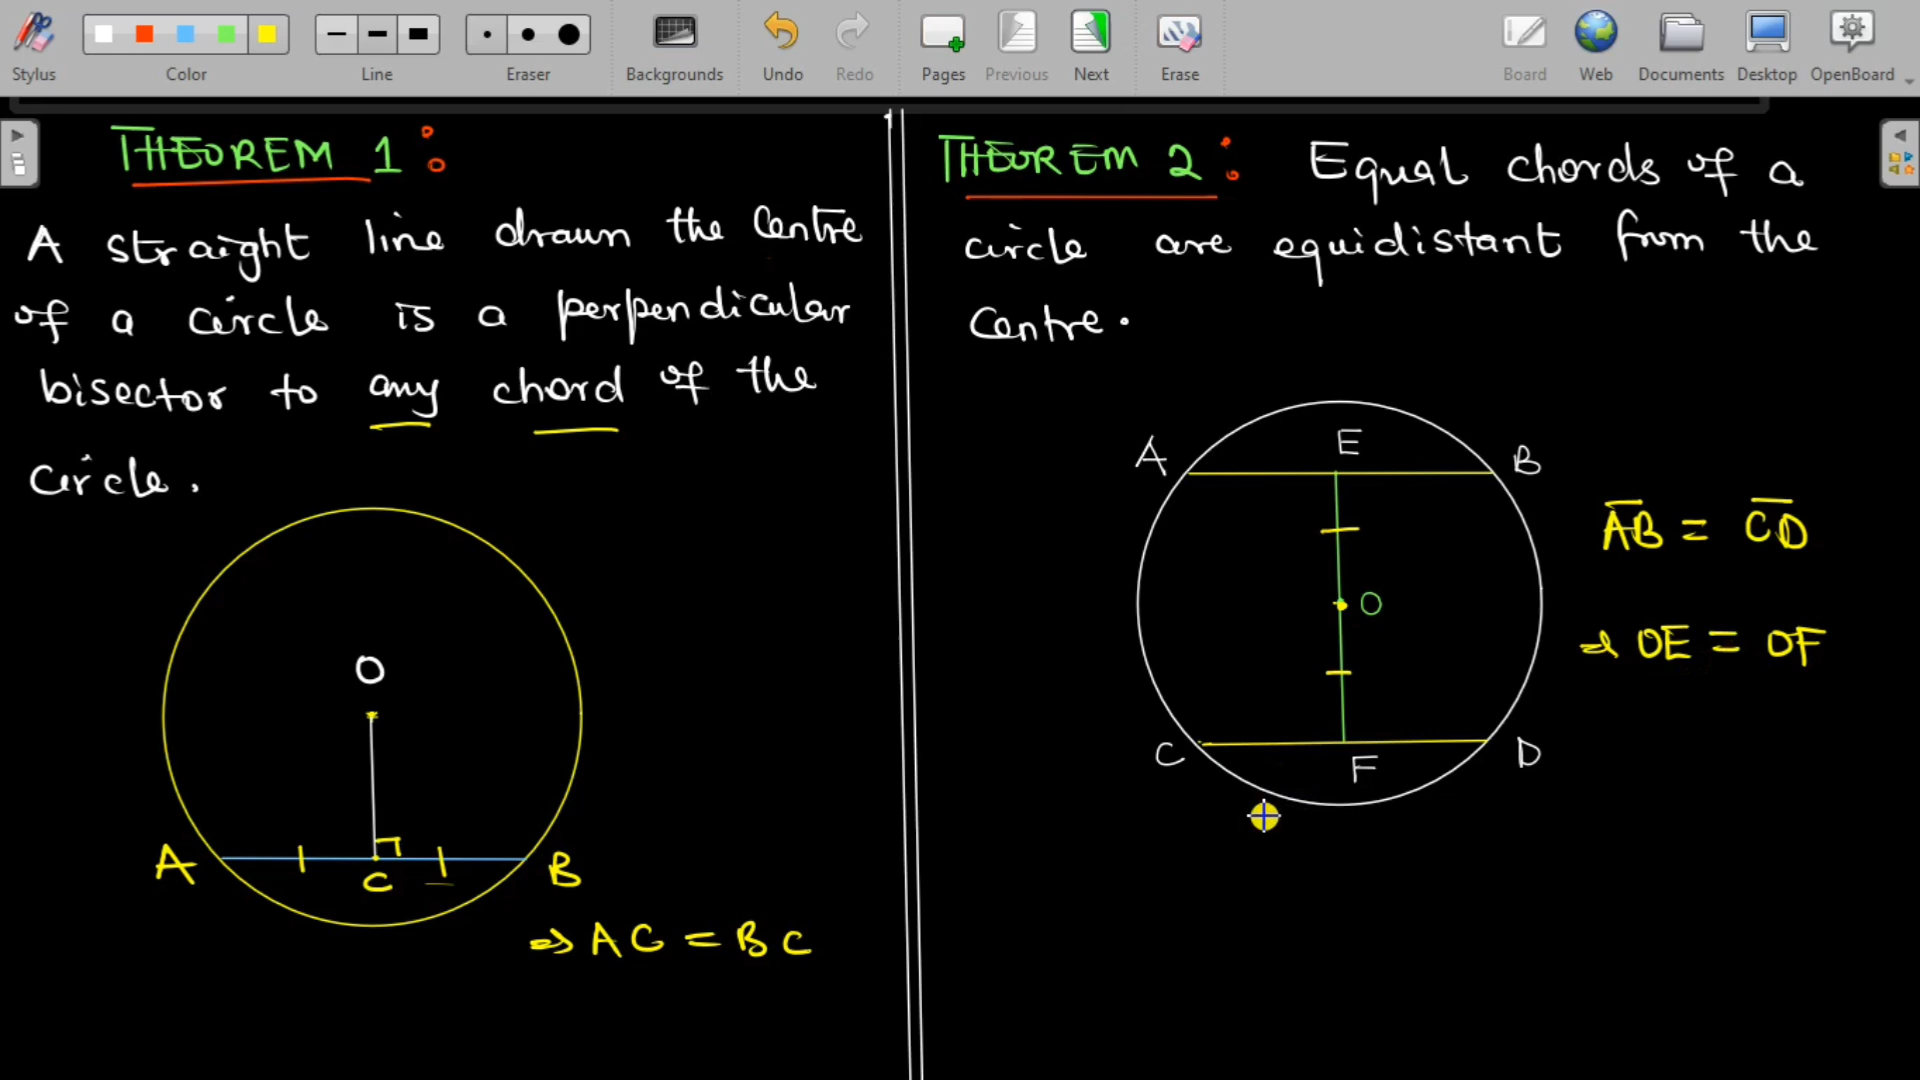 Stylus
Color
Line
Eraser
Backgrounds
Undo
Redo
Pages
Previous
Next
Erase
Board
Web
Documents
Desktop
OpenBoard
THEOREM 1:
A straight line drawn the Centre
of a circle is a perpendicular
bisector to any chord of the
Circle.
O
A
C
B
⇒ AC = BC
THEOREM 2: Equal chords of a
circle are equidistant from the
Centre.
A
E
B
O
C
F
D
AB = CD
⇒ OE = OF